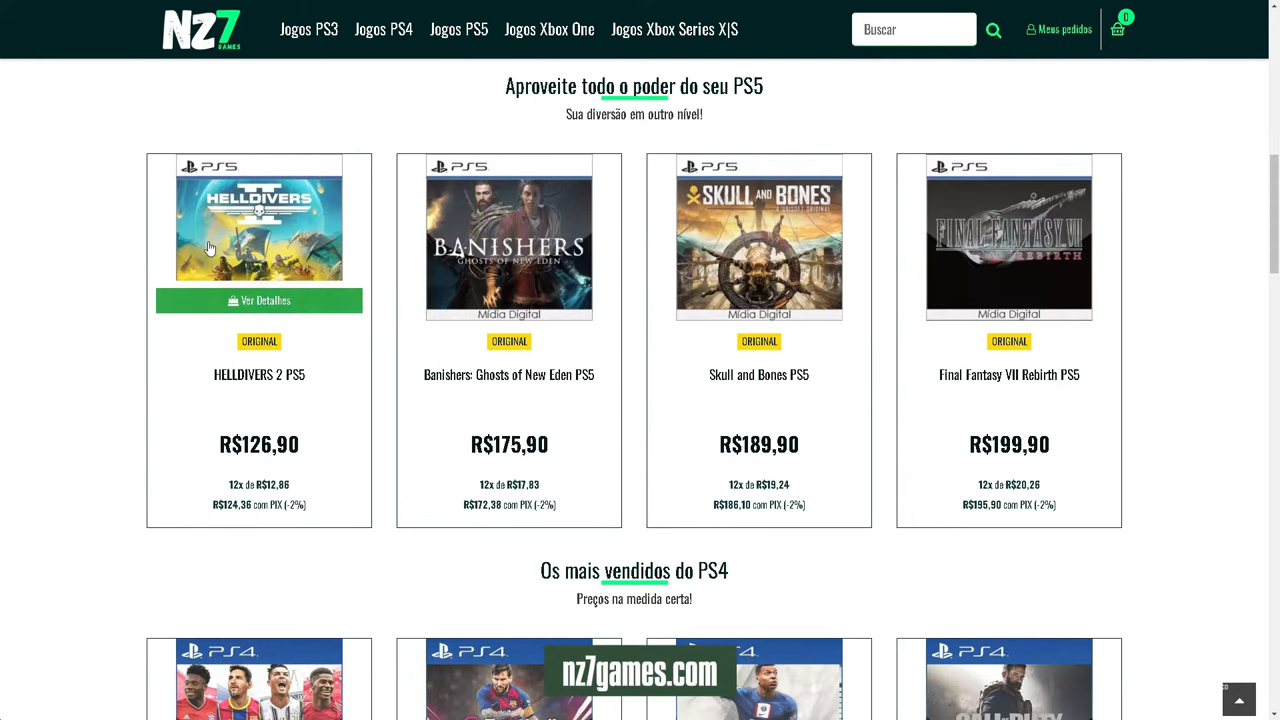 NZ7 GAMES
Jogos PS3
Jogos PS4
Jogos PS5
Jogos Xbox One
Jogos Xbox Series X|S
Buscar
Meus pedidos
0
Aproveite todo o poder do seu PS5
Sua diversão em outro nível!
PS5
HELLDIVERS
II
Ver Detalhes
ORIGINAL
HELLDIVERS 2 PS5
R$126,90
12x de R$12,86
R$124,36 com PIX (-2%)
PS5
BANISHERS
GHOSTS OF NEW EDEN
Mídia Digital
ORIGINAL
Banishers: Ghosts of New Eden PS5
R$175,90
12x de R$17,83
R$172,38 com PIX (-2%)
PS5
SKULL AND BONES
A UBISOFT ORIGINAL
Mídia Digital
ORIGINAL
Skull and Bones PS5
R$189,90
12x de R$19,24
R$186,10 com PIX (-2%)
PS5
FINAL FANTASY VII
REBIRTH
Mídia Digital
ORIGINAL
Final Fantasy VII Rebirth PS5
R$199,90
12x de R$20,26
R$195,90 com PIX (-2%)
Os mais vendidos do PS4
Preços na medida certa!
PS4
PS4
PS4
PS4
CALL OF DUTY
nz7games.com